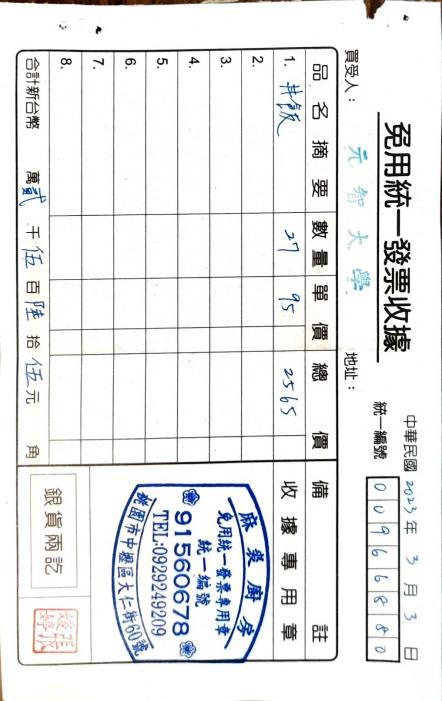 免用統一發票收據
中華民國 2023 年 3 月 3 日
買受人： 元智大學 地址： 統一編號 00966880
品名摘要 數量 單價 總價 備註
1. 丼飯 27 95 2565 收據專用章
2.
3.
4.
5.
6.
7.
8.
合計新台幣 萬 貳 千 伍 百 陸 拾 伍 元 角
廚房
免用統一發票專用章
統一編號
91560678
TEL:0929249209
桃園市中壢區大仁街60號
銀貨兩訖